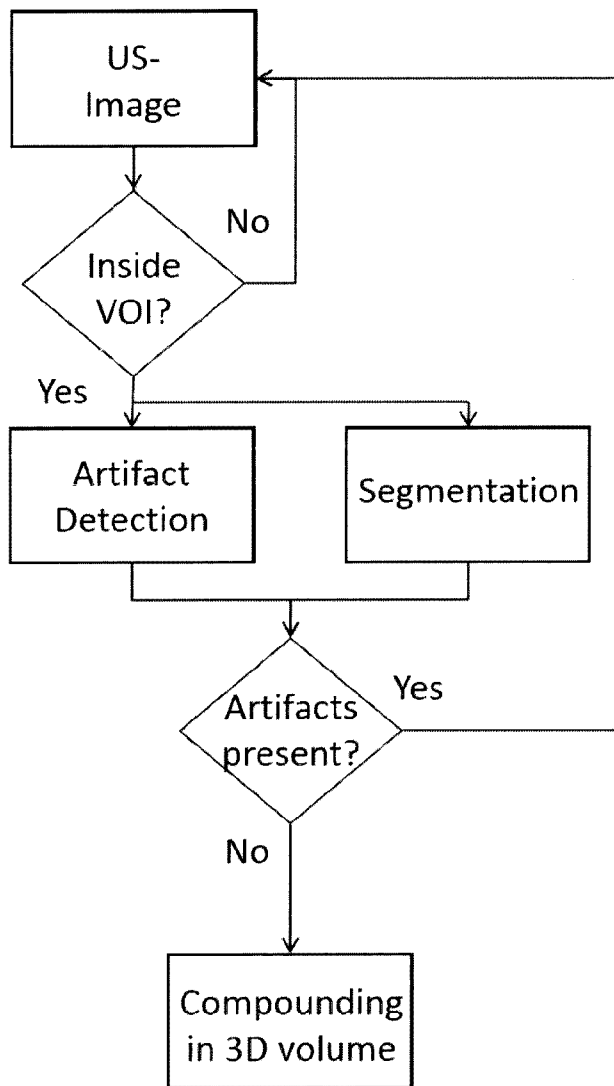 US-
Image
No
Inside
VOI?
Yes
Artifact
Detection
Segmentation
Artifacts
present?
Yes
No
Compounding
in 3D volume